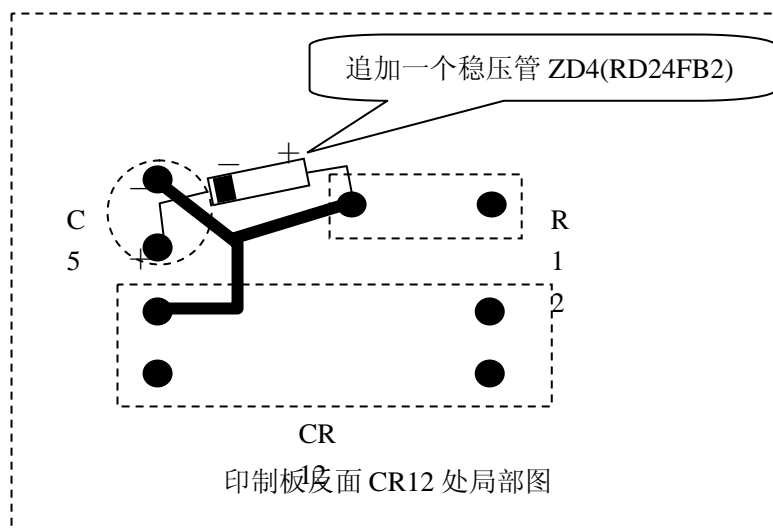 追加一个稳压管 ZD4(RD24FB2)
— +
—
C
5
+
R
1
2
CR
12
印制板反面 CR12 处局部图